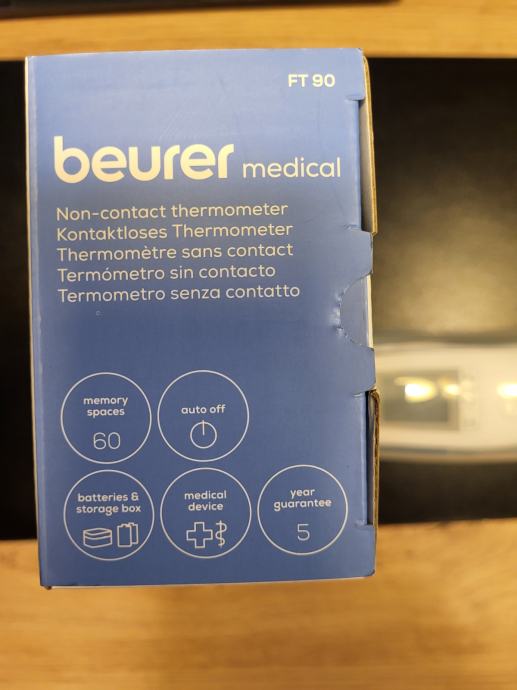 FT 90
beurer medical
Non-contact thermometer
Kontaktloses Thermometer
Thermomètre sans contact
Termómetro sin contacto
Termometro senza contatto
memory
spaces
60
auto off
batteries &
storage box
medical
device
year
guarantee
5